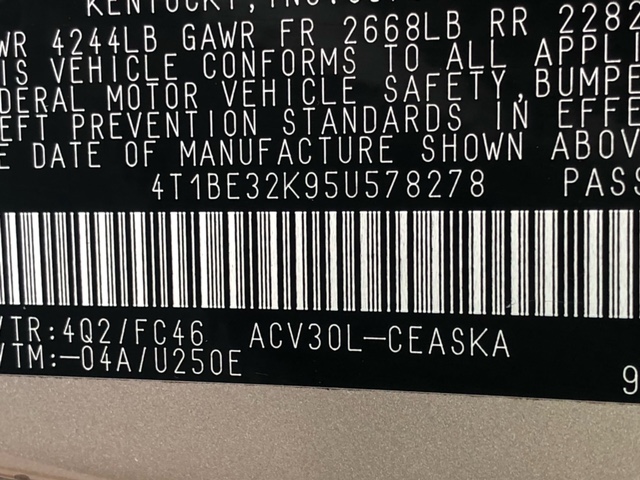 KENTUCKY, INC.
WR 4244LB GAWR FR 2668LB RR 2282
IS VEHICLE CONFORMS TO ALL APPLI
DERAL MOTOR VEHICLE SAFETY, BUMPE
EFT PREVENTION STANDARDS IN EFFE
E DATE OF MANUFACTURE SHOWN ABOV
4T1BE32K95U578278 PASS
/TR:4Q2/FC46 ACV30L-CEASKA
/TM:-04A/U250E
9